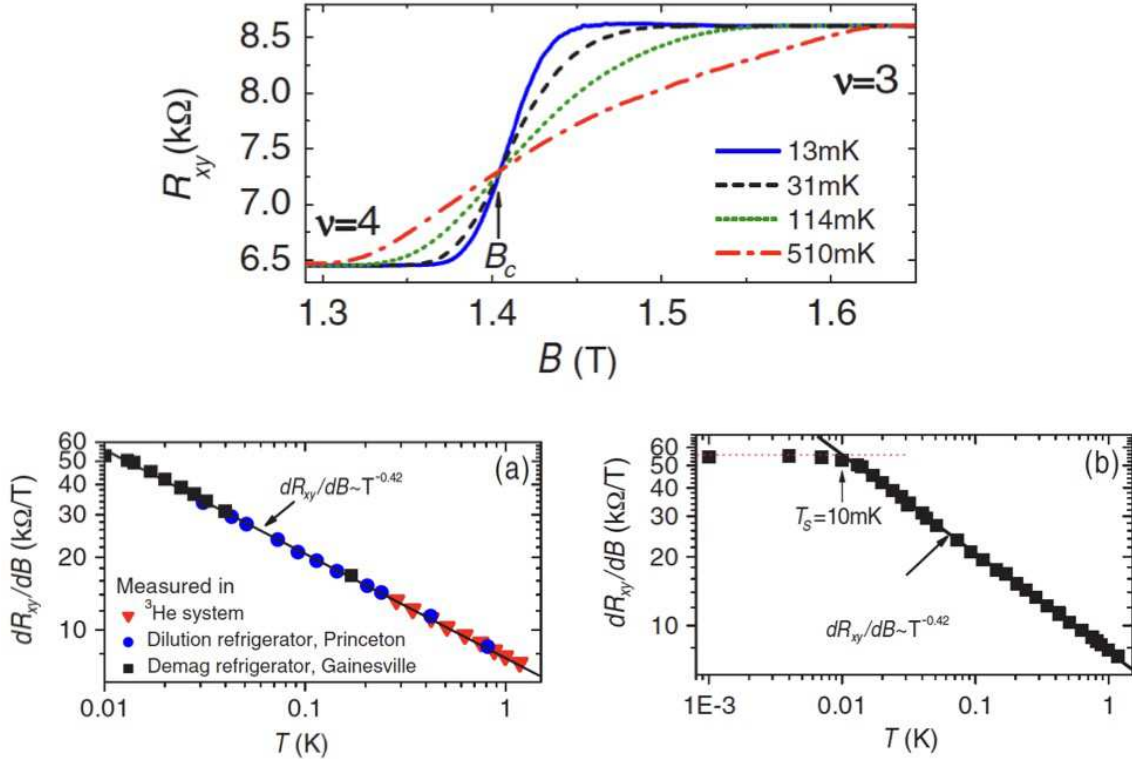 8.5
8.0
7.5
7.0
6.5
R_xy (kΩ)
ν=3
13mK
31mK
114mK
510mK
ν=4
B_c
1.3
1.4
1.5
1.6
B (T)
60
50
40
30
20
10
dR_xy/dB (kΩ/T)
(a)
dR_xy/dB~T^-0.42
Measured in
³He system
Dilution refrigerator, Princeton
Demag refrigerator, Gainesville
0.01
0.1
1
T (K)
60
50
40
30
20
10
dR_xy/dB (kΩ/T)
(b)
T_S=10mK
dR_xy/dB~T^-0.42
1E-3
0.01
0.1
1
T (K)